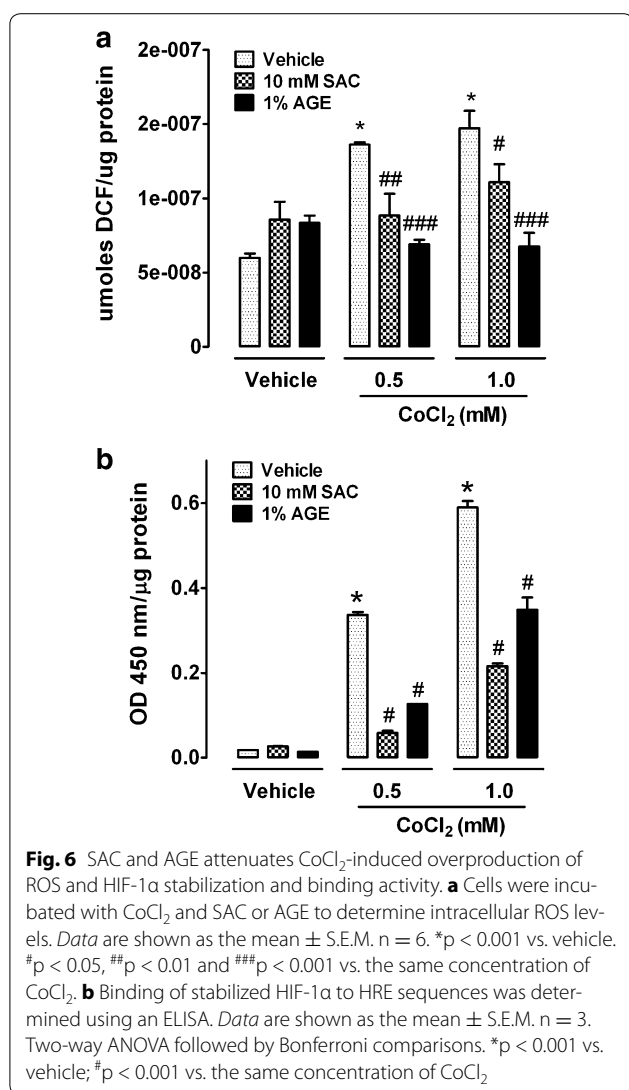 a
2e-007
2e-007
1e-007
5e-008
0
umoles DCF/ug protein
Vehicle
10 mM SAC
1% AGE
*
##
###
*
#
###
Vehicle
0.5
1.0
CoCl₂ (mM)
b
0.6
0.4
0.2
0.0
OD 450 nm/µg protein
Vehicle
10 mM SAC
1% AGE
*
#
#
*
#
#
Vehicle
0.5
1.0
CoCl₂ (mM)
Fig. 6 SAC and AGE attenuates CoCl₂-induced overproduction of
ROS and HIF-1α stabilization and binding activity. a Cells were incu-
bated with CoCl₂ and SAC or AGE to determine intracellular ROS lev-
els. Data are shown as the mean ± S.E.M. n = 6. *p < 0.001 vs. vehicle.
#p < 0.05, ##p < 0.01 and ###p < 0.001 vs. the same concentration of
CoCl₂. b Binding of stabilized HIF-1α to HRE sequences was deter-
mined using an ELISA. Data are shown as the mean ± S.E.M. n = 3.
Two-way ANOVA followed by Bonferroni comparisons. *p < 0.001 vs.
vehicle; #p < 0.001 vs. the same concentration of CoCl₂